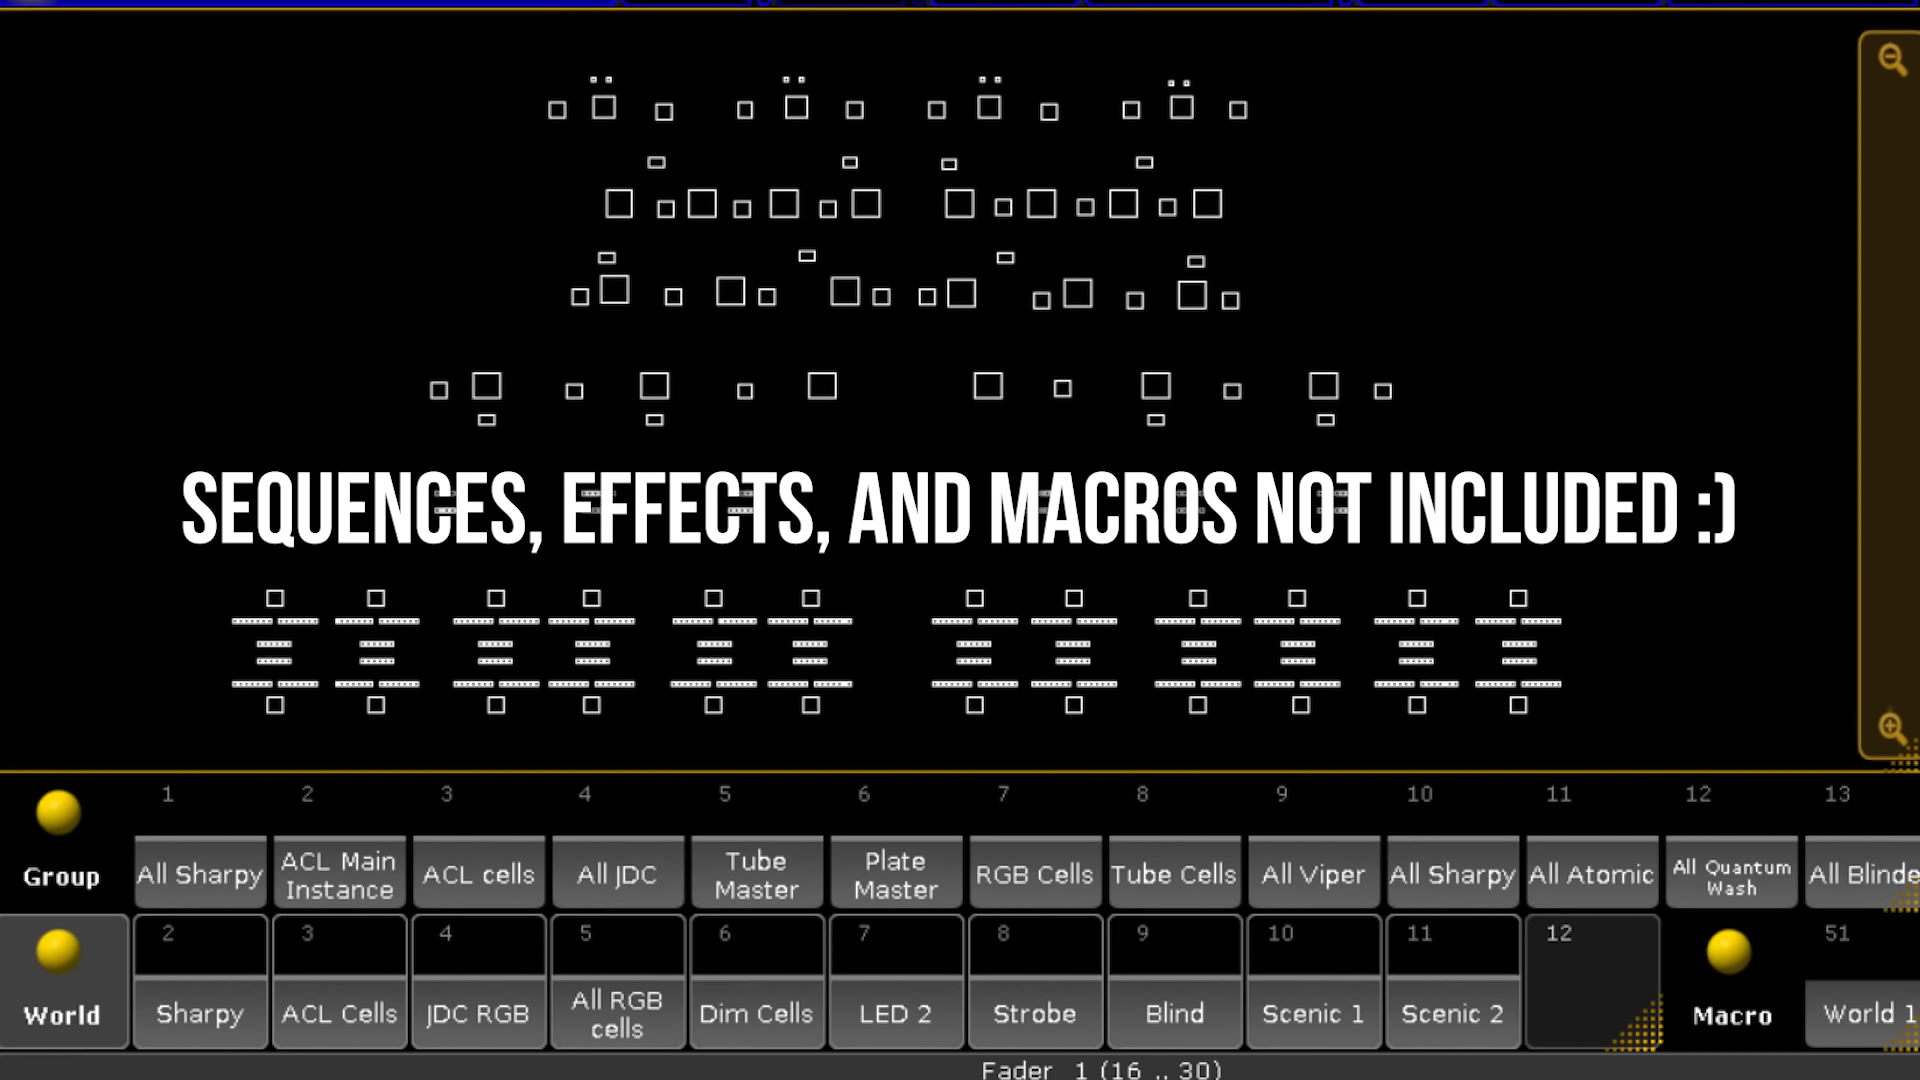 SEQUENCES, EFFECTS, AND MACROS NOT INCLUDED :)
1 2 3 4 5 6 7 8 9 10 11 12 13
Group
All Sharpy
ACL Main
Instance
ACL cells
All JDC
Tube
Master
Plate
Master
RGB Cells
Tube Cells
All Viper
All Sharpy
All Atomic
All Quantum
Wash
All Blinde
2 3 4 5 6 7 8 9 10 11 12 51
World
Sharpy
ACL Cells
JDC RGB
All RGB
cells
Dim Cells
LED 2
Strobe
Blind
Scenic 1
Scenic 2
Macro
World 1
Fader 1 (16 .. 30)